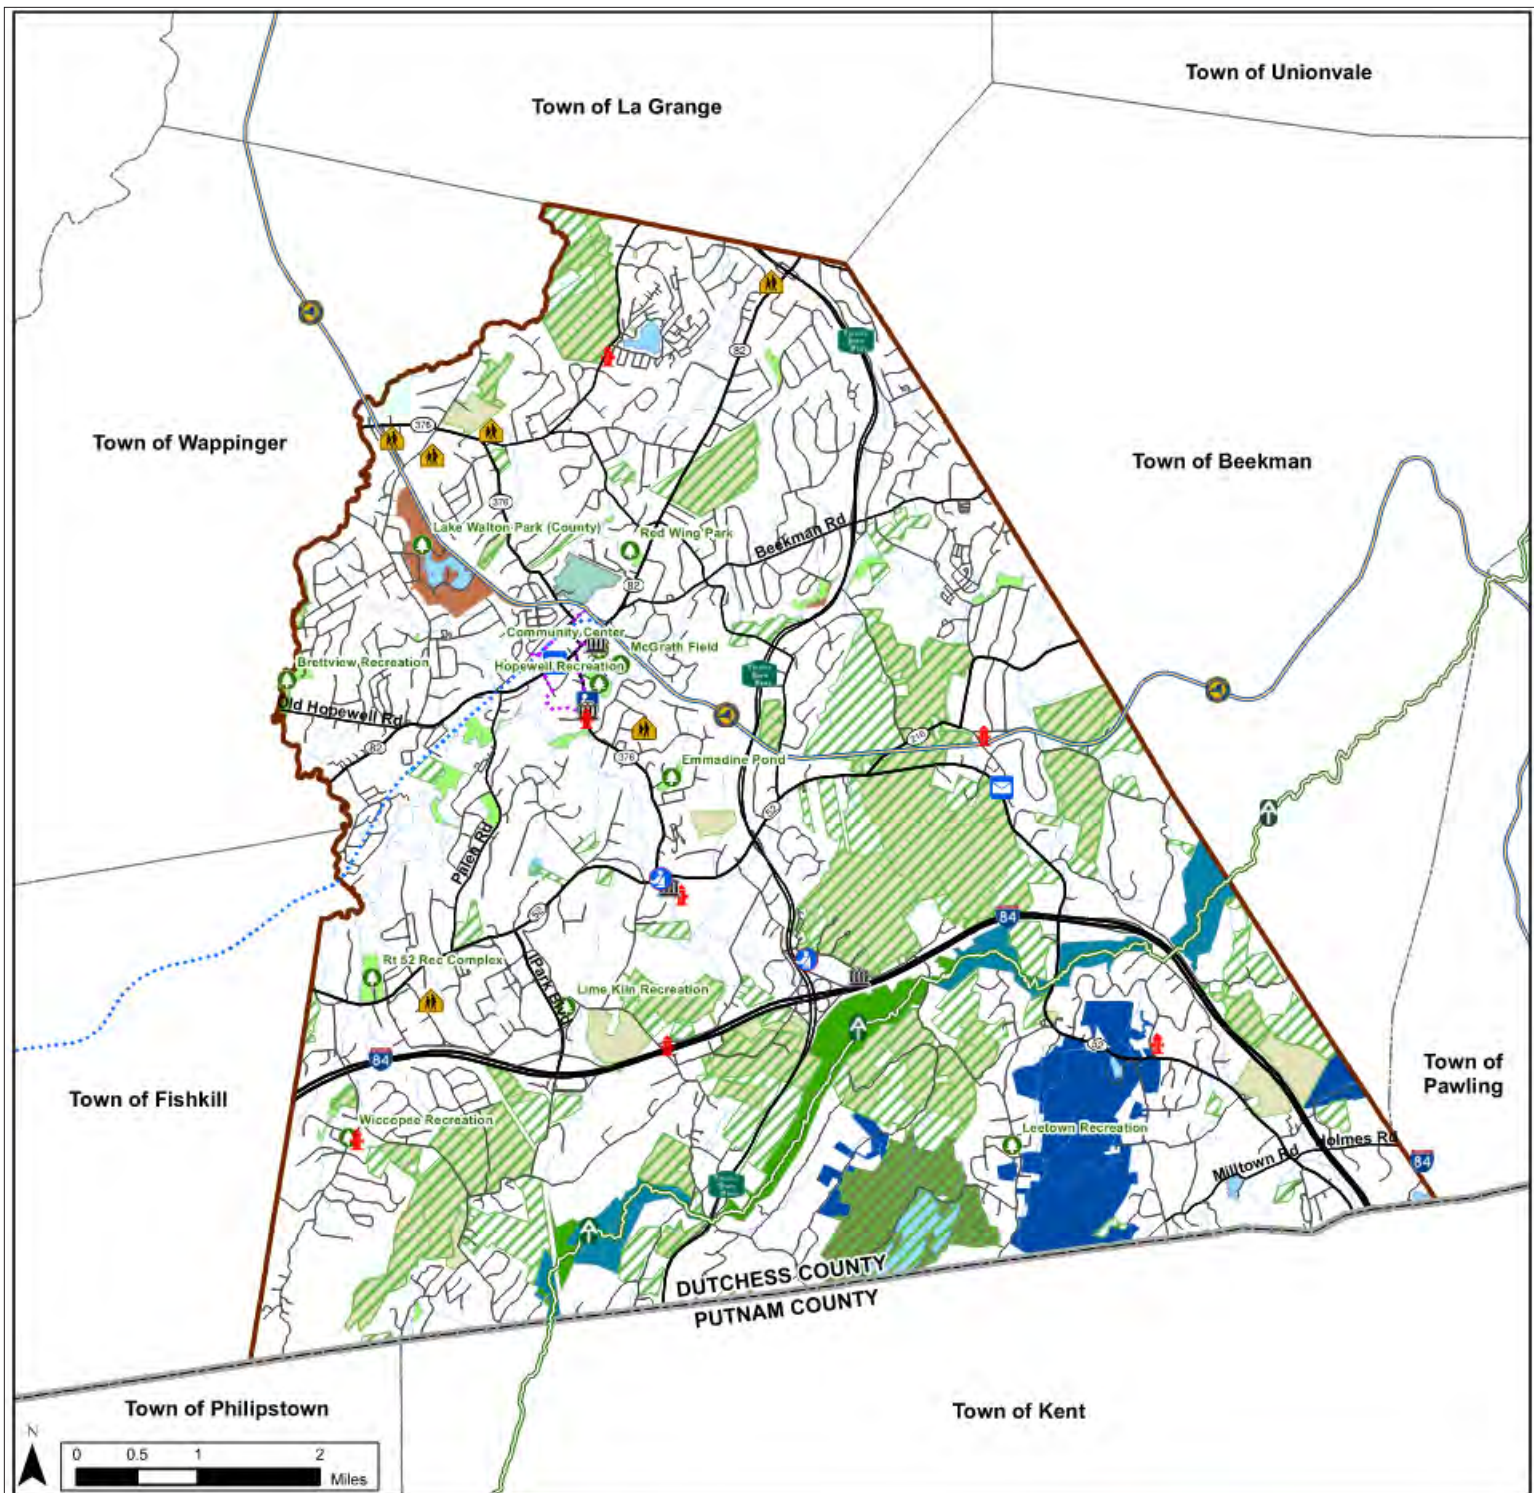 Town of Unionvale
Town of La Grange
82
376
Town of Wappinger
Town of Beekman
376
Lake Walton Park (County)
Red Wing Park
Beekman Rd
82
Community Center
McGrath Field
Brettview Recreation
Hopewell Recreation
Old Hopewell Rd
82
216
376
Emmadine Pond
52
Palen Rd
52
84
Rt 52 Rec Complex
iPark Blvd
Lime Kiln Recreation
84
52
Town of
Pawling
Town of Fishkill
Wiccopee Recreation
Leetown Recreation
Holmes Rd
Milltown Rd
84
DUTCHESS COUNTY
PUTNAM COUNTY
Town of Philipstown
Town of Kent
N
0 0.5 1 2
Miles